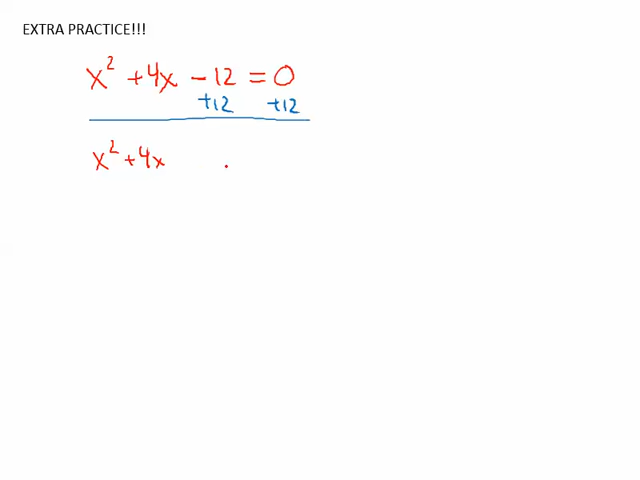 EXTRA PRACTICE!!!
x² + 4x - 12 = 0
+12 +12
x² + 4x